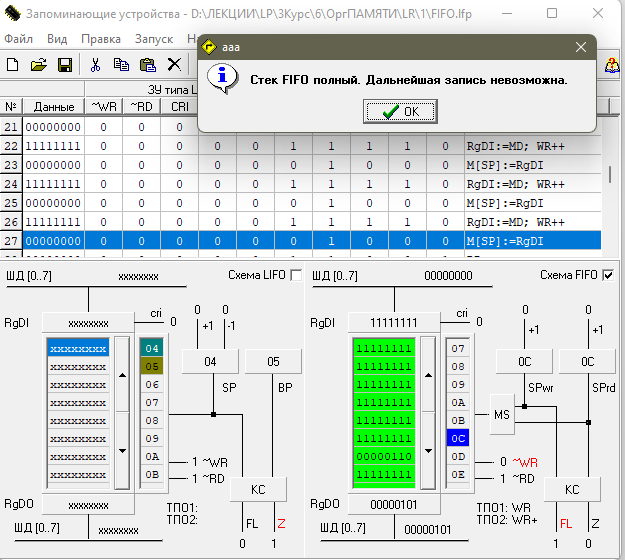 Запоминающие устройства - D:\ЛЕКЦИИ\LP\3Курс\6\ОргПАМЯТИ\LR\1\FIFO.lfp
Файл Вид Правка Запуск
aaa
Стек FIFO полный. Дальнейшая запись невозможна.
OK
ЗУ типа L
№ Данные ~WR ~RD CRI
21 00000000 0 0 0
22 11111111 0 0 0 0 0 1 1 1 1 0 RgDI:=MD; WR++
23 00000000 0 0 0 0 0 0 1 0 0 0 M[SP]:=RgDI
24 11111111 0 0 0 0 0 1 1 1 1 0 RgDI:=MD; WR++
25 00000000 0 0 0 0 0 0 1 0 0 0 M[SP]:=RgDI
26 11111111 0 0 0 0 0 1 1 1 1 0 RgDI:=MD; WR++
27 00000000 0 0 0 0 0 0 1 0 0 0 M[SP]:=RgDI
ШД [0..7] xxxxxxxx Схема LIFO
RgDI xxxxxxxx cri 0
0 0
+1 -1
xxxxxxxx 04
xxxxxxxx 05
xxxxxxxx 06
xxxxxxxx 07
xxxxxxxx 08
xxxxxxxx 09
xxxxxxxx 0A
xxxxxxxx 0B
04 05
SP BP
1 ~WR
1 ~RD
КС
RgDO xxxxxxxx
ТПО1:
ТПО2:
FL Z
0 1
ШД [0..7] xxxxxxxx
ШД [0..7] 00000000 Схема FIFO
RgDI 11111111 cri 0
0 0
+1 +1
11111111 07
11111111 08
11111111 09
11111111 0A
11111111 0B
11111111 0C
00000110 0D
11111111 0E
0C 0C
SPwr SPrd
MS
0 ~WR
1 ~RD
КС
RgDO 00000101
ТПО1: WR
ТПО2: WR+
FL Z
1 0
ШД [0..7] 00000101